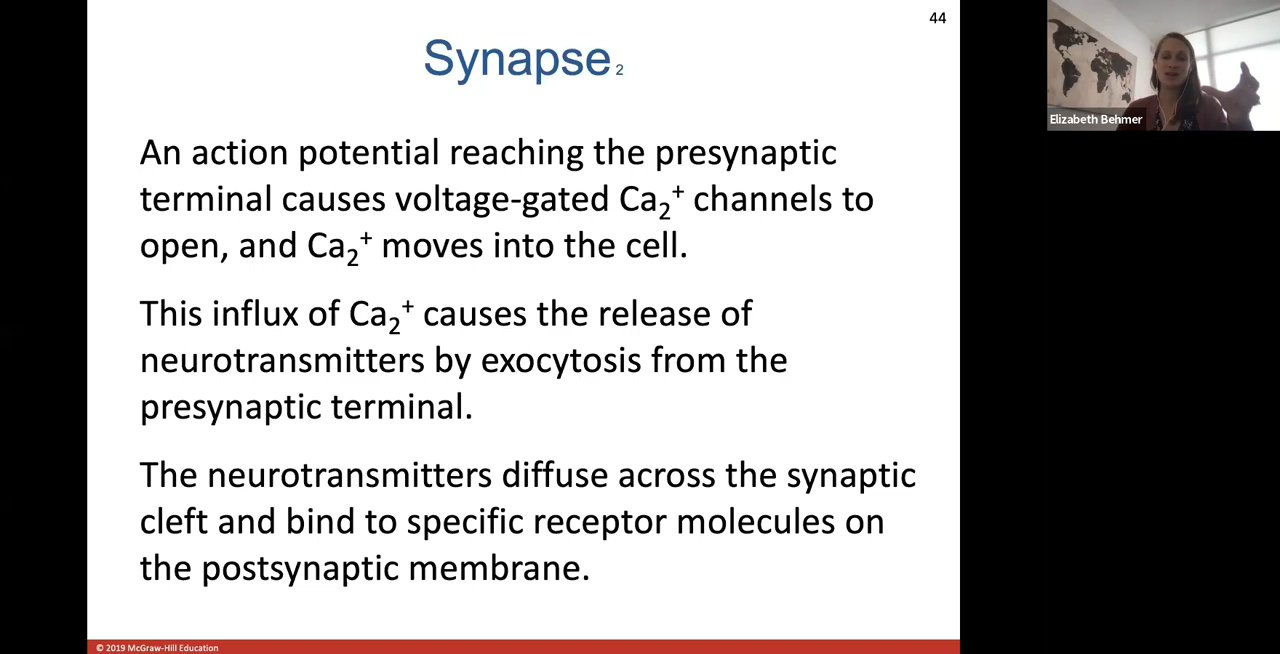 44
Synapse 2
An action potential reaching the presynaptic
terminal causes voltage-gated Ca₂⁺ channels to
open, and Ca₂⁺ moves into the cell.
This influx of Ca₂⁺ causes the release of
neurotransmitters by exocytosis from the
presynaptic terminal.
The neurotransmitters diffuse across the synaptic
cleft and bind to specific receptor molecules on
the postsynaptic membrane.
© 2019 McGraw-Hill Education
Elizabeth Behmer